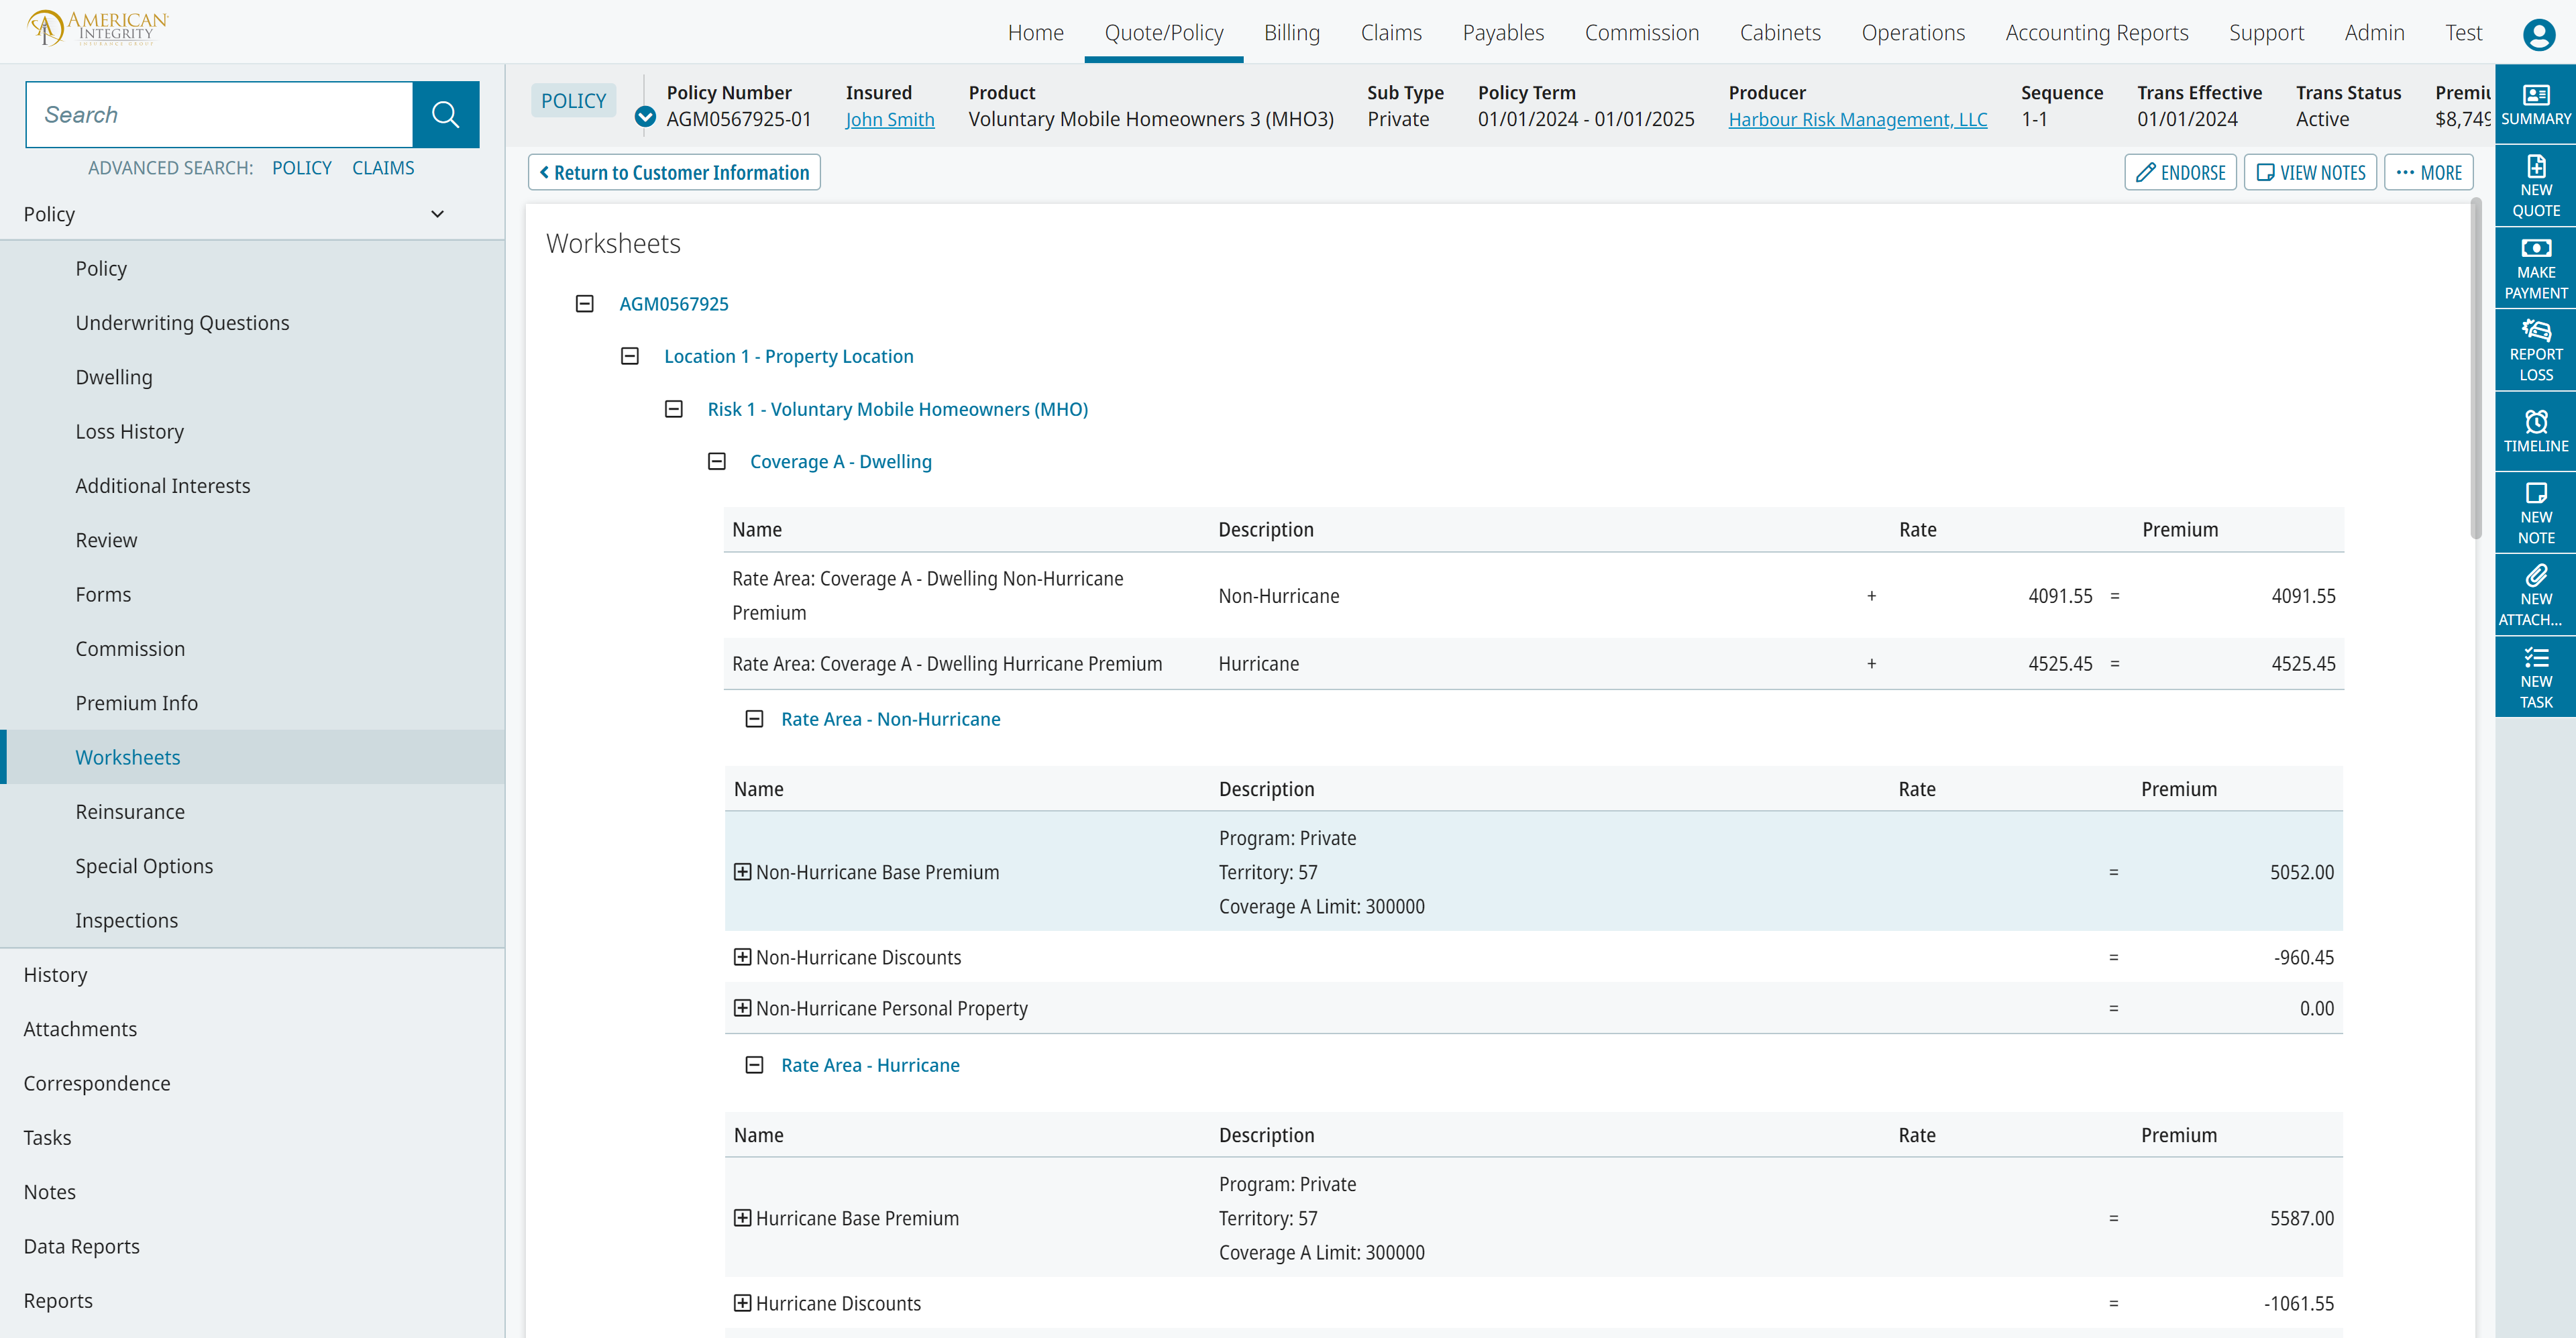 AMERICAN
INTEGRITY
INSURANCE GROUP
Home Quote/Policy Billing Claims Payables Commission Cabinets Operations Accounting Reports Support Admin Test
Search
ADVANCED SEARCH: POLICY CLAIMS
Policy
Policy
Underwriting Questions
Dwelling
Loss History
Additional Interests
Review
Forms
Commission
Premium Info
Worksheets
Reinsurance
Special Options
Inspections
History
Attachments
Correspondence
Tasks
Notes
Data Reports
Reports
POLICY
Policy Number Insured Product Sub Type Policy Term Producer Sequence Trans Effective Trans Status
AGM0567925-01 John Smith Voluntary Mobile Homeowners 3 (MHO3) Private 01/01/2024 - 01/01/2025 Harbour Risk Management, LLC 1-1 01/01/2024 Active $8,749
Return to Customer Information
ENDORSE VIEW NOTES ··· MORE
Worksheets
AGM0567925
Location 1 - Property Location
Risk 1 - Voluntary Mobile Homeowners (MHO)
Coverage A - Dwelling
Name Description Rate Premium
Rate Area: Coverage A - Dwelling Non-Hurricane
Premium
Non-Hurricane + 4091.55 = 4091.55
Rate Area: Coverage A - Dwelling Hurricane Premium Hurricane + 4525.45 = 4525.45
Rate Area - Non-Hurricane
Name Description Rate Premium
Non-Hurricane Base Premium
Program: Private
Territory: 57
Coverage A Limit: 300000
= 5052.00
Non-Hurricane Discounts = -960.45
Non-Hurricane Personal Property = 0.00
Rate Area - Hurricane
Name Description Rate Premium
Hurricane Base Premium
Program: Private
Territory: 57
Coverage A Limit: 300000
= 5587.00
Hurricane Discounts = -1061.55
SUMMARY
NEW
QUOTE
MAKE
PAYMENT
REPORT
LOSS
TIMELINE
NEW
NOTE
NEW
ATTACH...
NEW
TASK